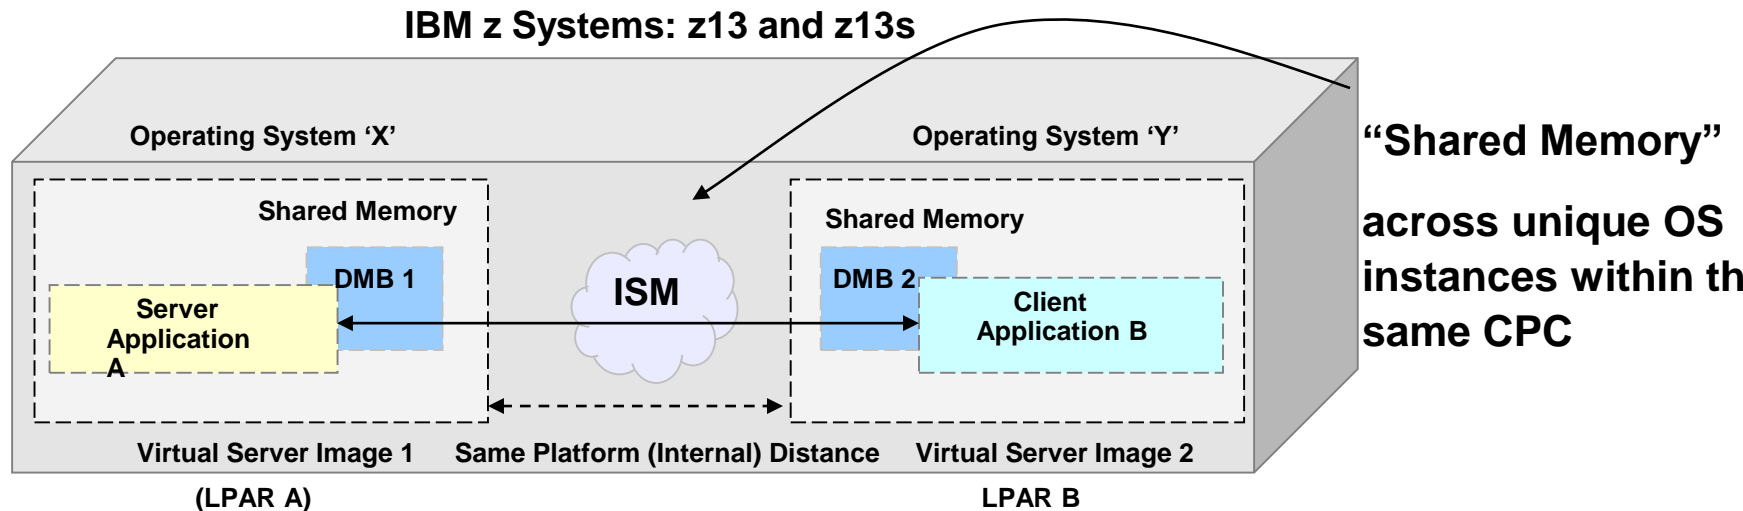 IBM z Systems: z13 and z13s
Operating System ‘X’
Operating System ‘Y’
“Shared Memory”
across unique OS
instances within th
same CPC
Shared Memory
DMB 1
Server
Application
A
ISM
Shared Memory
DMB 2
Client
Application B
Virtual Server Image 1
Same Platform (Internal) Distance
Virtual Server Image 2
(LPAR A)
LPAR B